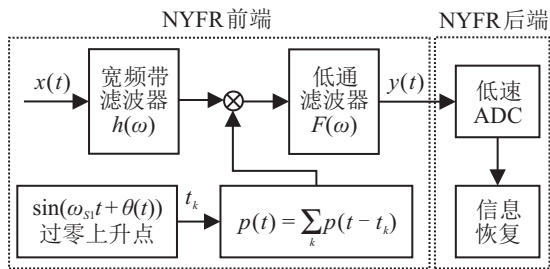 NYFR前端
NYFR后端
x(t)
宽频带
滤波器
h(ω)
低通
滤波器
F(ω)
y(t)
低速
ADC
sin(ω_{S1}t+θ(t))
过零上升点
t_k
p(t) = ∑_k p(t − t_k)
信息
恢复